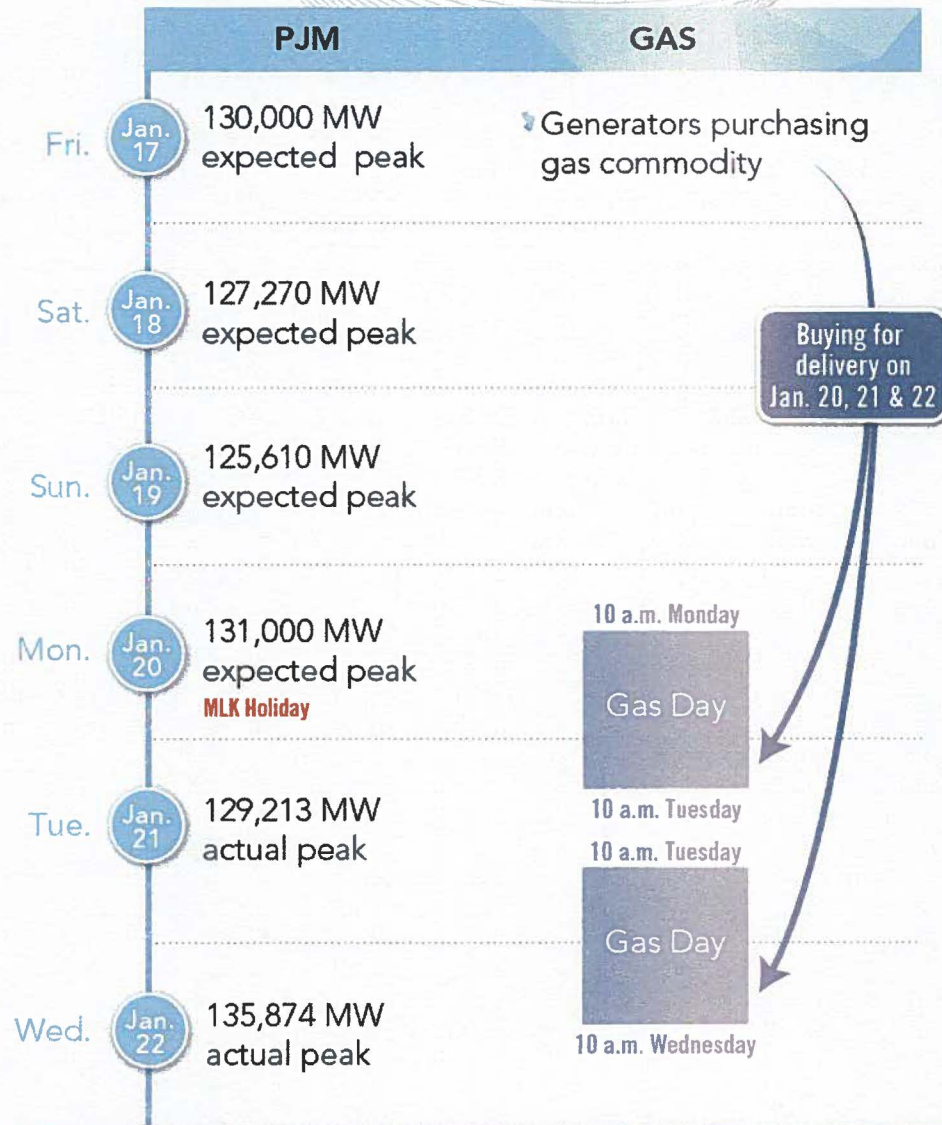 PJM
GAS
Fri.
Jan.
17
130,000 MW
expected peak
Generators purchasing
gas commodity
Sat.
Jan.
18
127,270 MW
expected peak
Buying for
delivery on
Jan. 20, 21 & 22
Sun.
Jan.
19
125,610 MW
expected peak
Mon.
Jan.
20
131,000 MW
expected peak
MLK Holiday
10 a.m. Monday
Gas Day
10 a.m. Tuesday
Tue.
Jan.
21
129,213 MW
actual peak
10 a.m. Tuesday
Gas Day
10 a.m. Wednesday
Wed.
Jan.
22
135,874 MW
actual peak